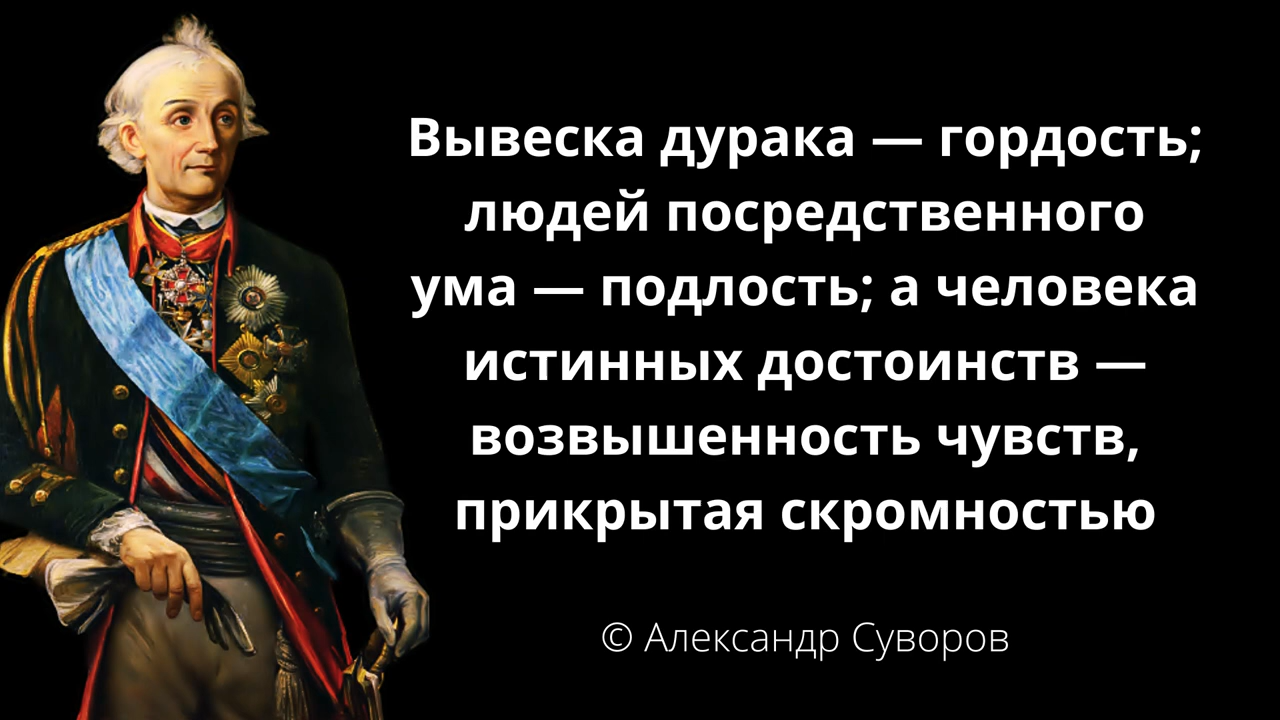 Вывеска дурака — гордость;
людей посредственного
ума — подлость; а человека
истинных достоинств —
возвышенность чувств,
прикрытая скромностью
© Александр Суворов